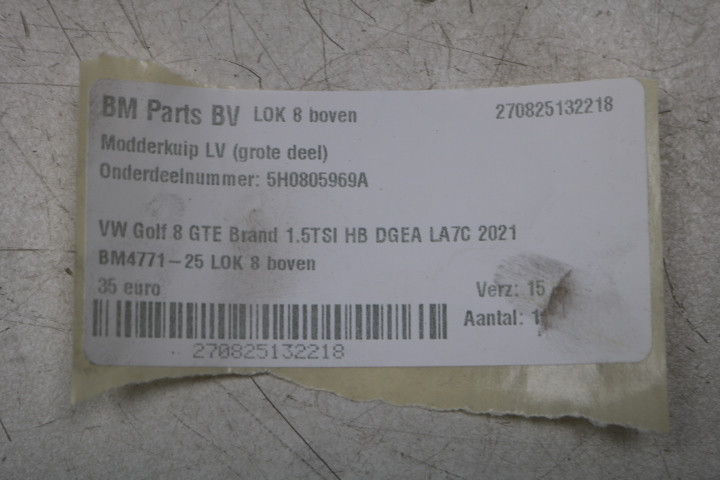 BM Parts BV LOK 8 boven 270825132218
Modderkuip LV (grote deel)
Onderdeelnummer: 5H0805969A
VW Golf 8 GTE Brand 1.5TSI HB DGEA LA7C 2021
BM4771-25 LOK 8 boven
35 euro Verz: 15
Aantal: 1
270825132218